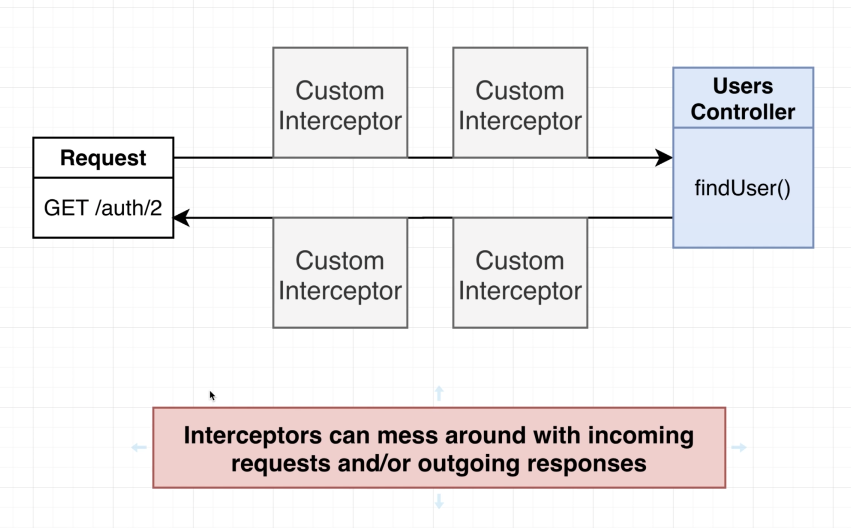 Custom
Interceptor
Custom
Interceptor
Users
Controller
Request
findUser()
GET /auth/2
Custom
Interceptor
Custom
Interceptor
Interceptors can mess around with incoming
requests and/or outgoing responses